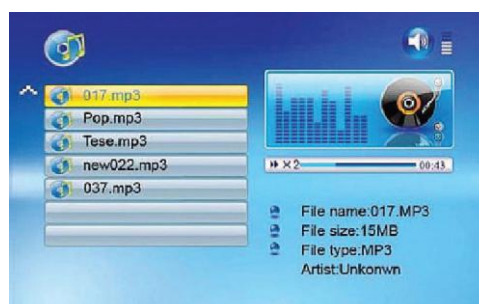 017.mp3
Pop.mp3
Tese.mp3
new022.mp3
037.mp3
×2 00:43
File name:017.MP3
File size:15MB
File type:MP3
Artist:Unkonwn